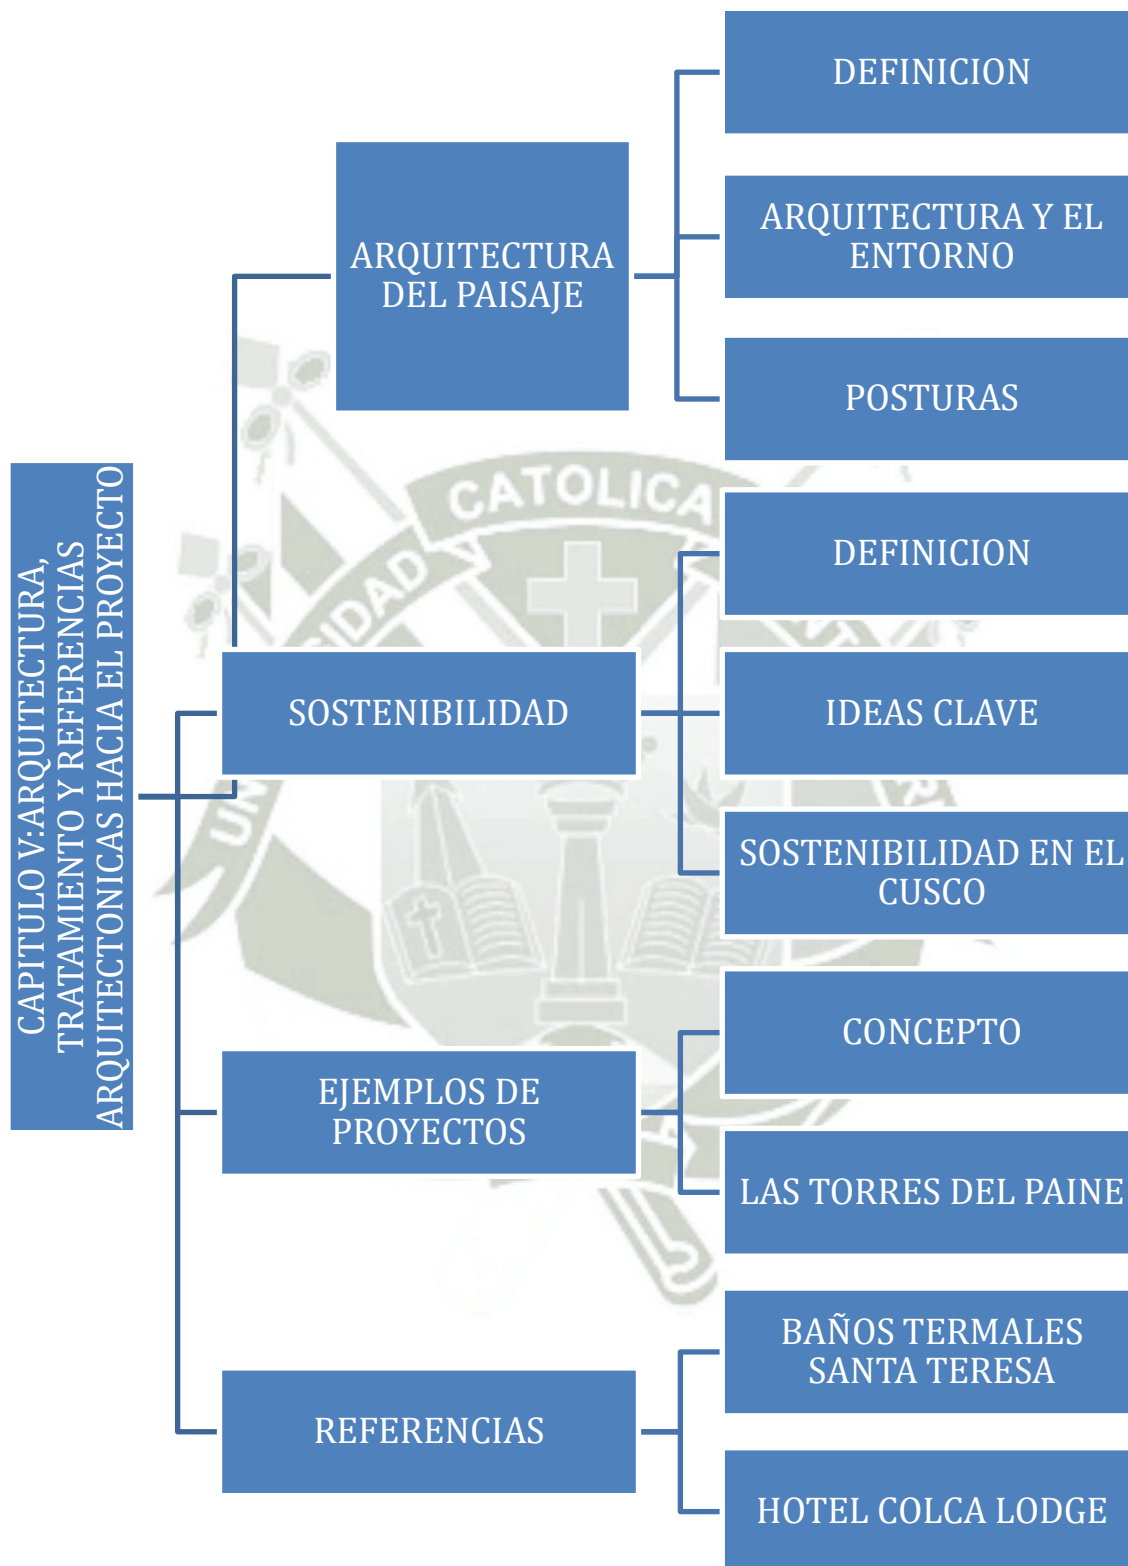 CAPITULO V:ARQUITECTURA,
TRATAMIENTO Y REFERENCIAS
ARQUITECTONICAS HACIA EL PROYECTO
ARQUITECTURA
DEL PAISAJE
DEFINICION
ARQUITECTURA Y EL
ENTORNO
POSTURAS
SOSTENIBILIDAD
DEFINICION
IDEAS CLAVE
SOSTENIBILIDAD EN EL
CUSCO
EJEMPLOS DE
PROYECTOS
CONCEPTO
LAS TORRES DEL PAINE
REFERENCIAS
BAÑOS TERMALES
SANTA TERESA
HOTEL COLCA LODGE
CATOLICA